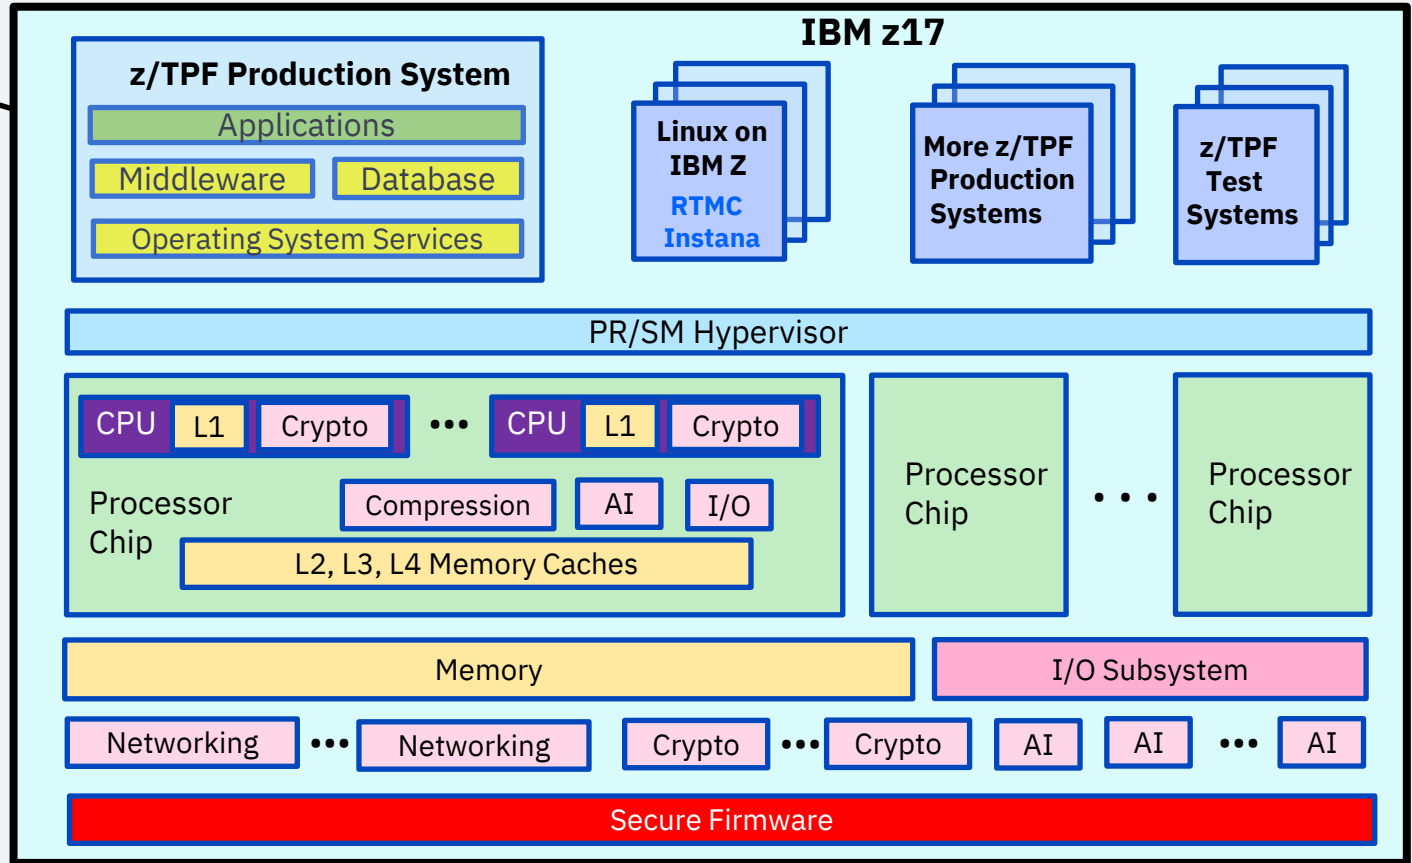 IBM z17
z/TPF Production System
Applications
Middleware
Database
Operating System Services
Linux on
IBM Z
RTMC
Instana
More z/TPF
Production
Systems
z/TPF
Test
Systems
PR/SM Hypervisor
CPU
L1
Crypto
•••
CPU
L1
Crypto
Processor
Chip
Compression
AI
I/O
L2, L3, L4 Memory Caches
Processor
Chip
• • •
Processor
Chip
Memory
I/O Subsystem
Networking
•••
Networking
Crypto
•••
Crypto
AI
AI
•••
AI
Secure Firmware